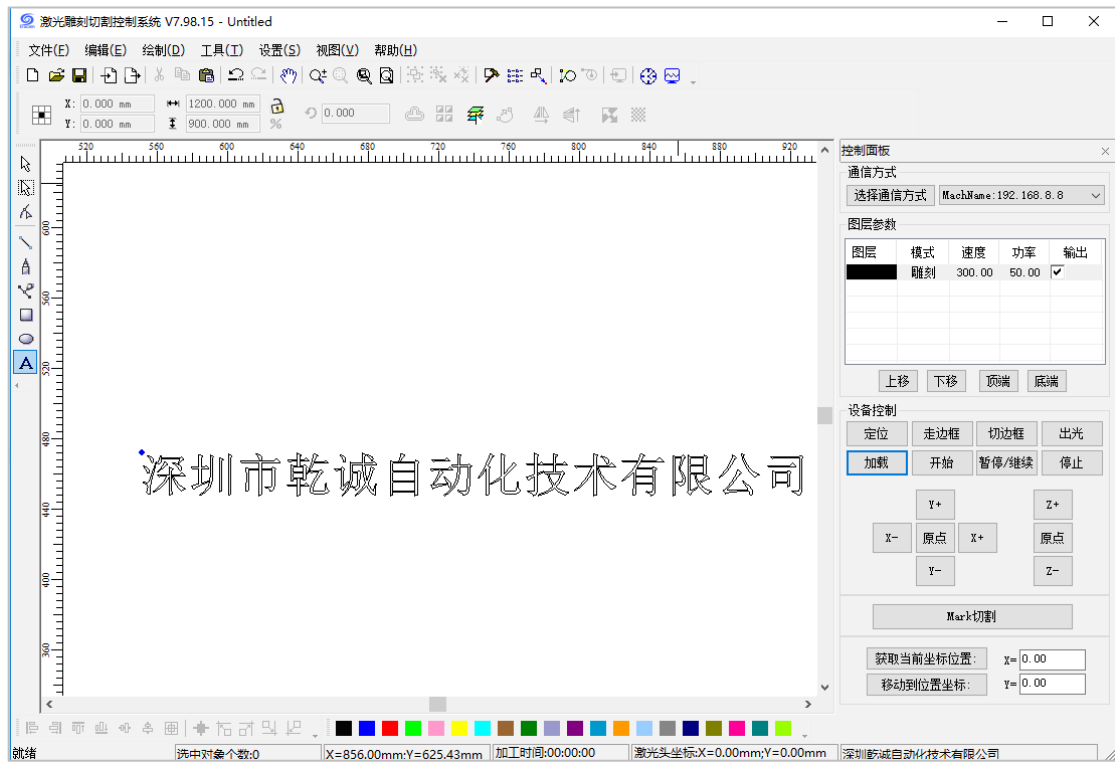 激光雕刻切割控制系统 V7.98.15 - Untitled
文件(F) 编辑(E) 绘制(D) 工具(T) 设置(S) 视图(V) 帮助(H)
X: 0.000 mm 1200.000 mm 0.000
Y: 0.000 mm 900.000 mm %
520 560 600 640 680 720 760 800 840 880 920
600
560
520
480
440
400
360
深圳市乾诚自动化技术有限公司
控制面板
通信方式
选择通信方式 MachName:192.168.8.8
图层参数
图层 模式 速度 功率 输出
雕刻 300.00 50.00
上移 下移 顶端 底端
设备控制
定位 走边框 切边框 出光
加载 开始 暂停/继续 停止
Y+ Z+
X- 原点 X+ 原点
Y- Z-
Mark切割
获取当前坐标位置: X= 0.00
移动到位置坐标: Y= 0.00
就绪 选中对象个数:0 X=856.00mm;Y=625.43mm 加工时间:00:00:00 激光头坐标:X=0.00mm;Y=0.00mm 深圳乾诚自动化技术有限公司